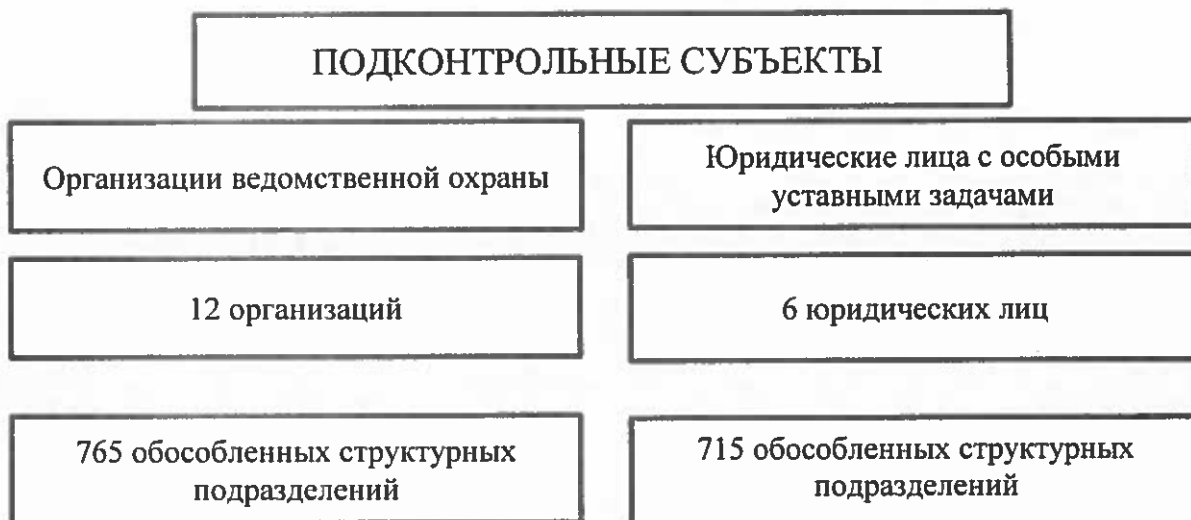 ПОДКОНТРОЛЬНЫЕ СУБЪЕКТЫ
Организации ведомственной охраны
Юридические лица с особыми
уставными задачами
12 организаций
6 юридических лиц
765 обособленных структурных
подразделений
715 обособленных структурных
подразделений